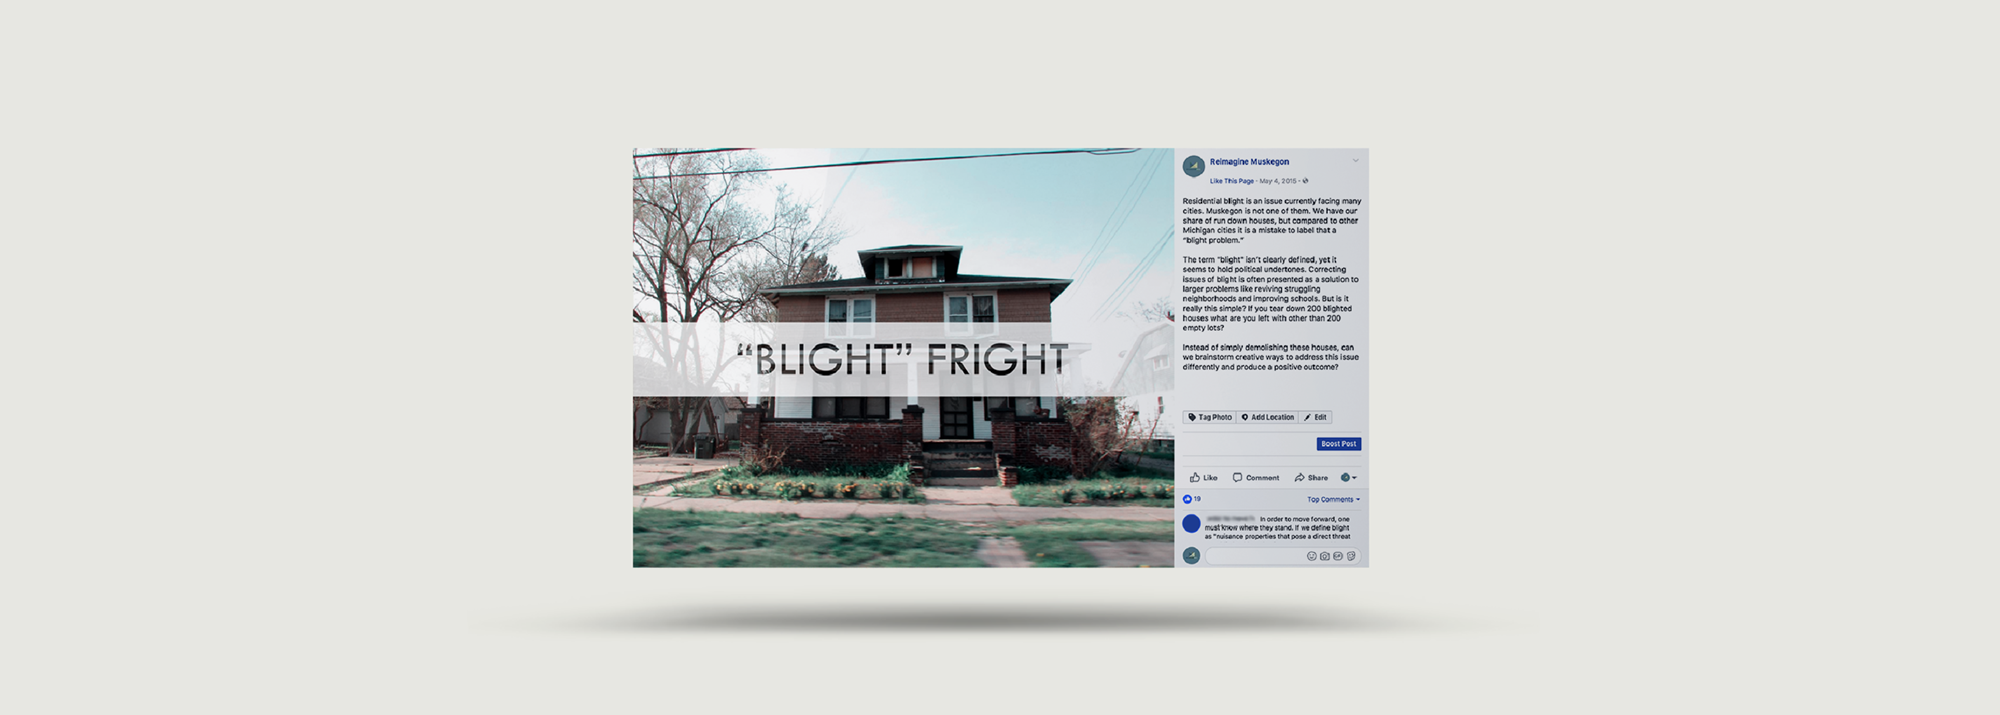 “BLIGHT” FRIGHT
Reimagine Muskegon
Like This Page · May 4, 2015 ·
Residential blight is an issue currently facing many
cities. Muskegon is not one of them. We have our
share of run down houses, but compared to other
Michigan cities it is a mistake to label that a
“blight problem.”
The term “blight” isn’t clearly defined, yet it
seems to hold political undertones. Correcting
issues of blight is often presented as a solution to
larger problems like reviving struggling
neighborhoods and improving schools. But is it
really this simple? If you tear down 200 blighted
houses what are you left with other than 200
empty lots?
Instead of simply demolishing these houses, can
we brainstorm creative ways to address this issue
differently and produce a positive outcome?
Tag Photo Add Location Edit
Boost Post
Like Comment Share
19 Top Comments
In order to move forward, one
must know where they stand. If we define blight
as “nuisance properties that pose a direct threat